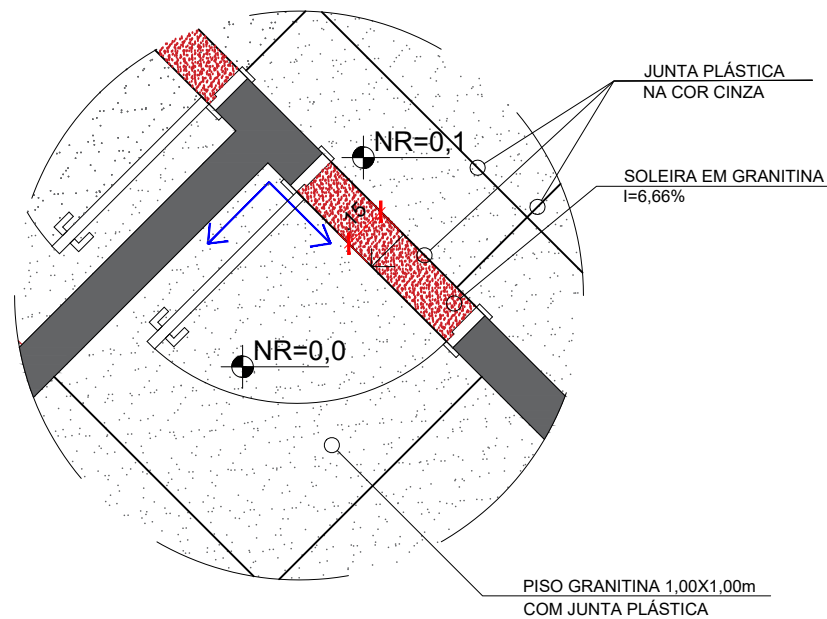 JUNTA PLÁSTICA
NA COR CINZA
NR=0,1
SOLEIRA EM GRANITINA
I=6,66%
15
NR=0,0
PISO GRANITINA 1,00X1,00m
COM JUNTA PLÁSTICA